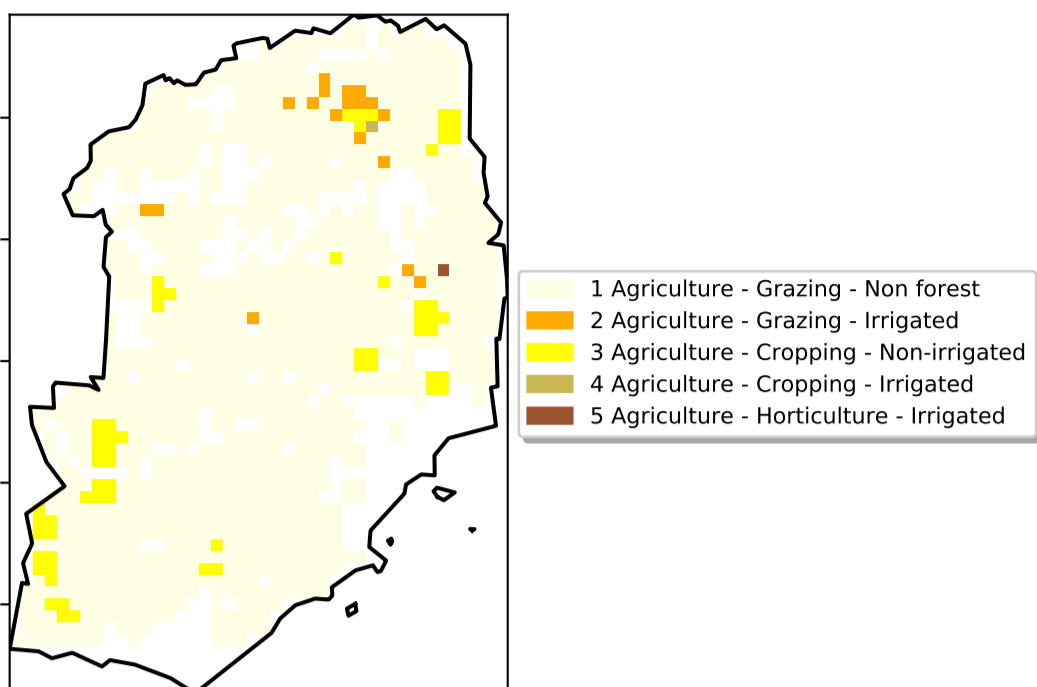 1 Agriculture - Grazing - Non forest
2 Agriculture - Grazing - Irrigated
3 Agriculture - Cropping - Non-irrigated
4 Agriculture - Cropping - Irrigated
5 Agriculture - Horticulture - Irrigated